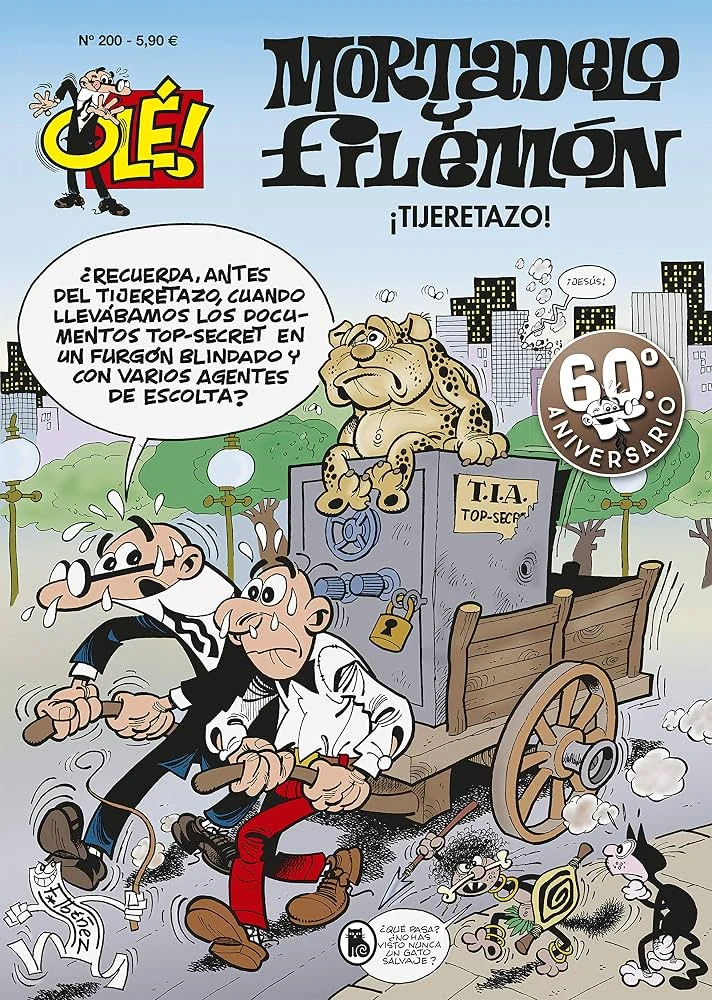 Nº 200 - 5,90 €
OLÉ!
MORTADELO
Y
FILEMÓN
¡TIJERETAZO!
¿RECUERDA, ANTES
DEL TIJERETAZO, CUANDO
LLEVÁBAMOS LOS DOCU-
MENTOS TOP-SECRET EN
UN FURGÓN BLINDADO Y
CON VARIOS AGENTES
DE ESCOLTA?
¡JESÚS!
60.º
ANIVERSARIO
T.I.A.
TOP-SECR
F. Ibáñez
¿QUÉ PASA?
¿NO HAS
VISTO NUNCA
UN GATO
SALVAJE?